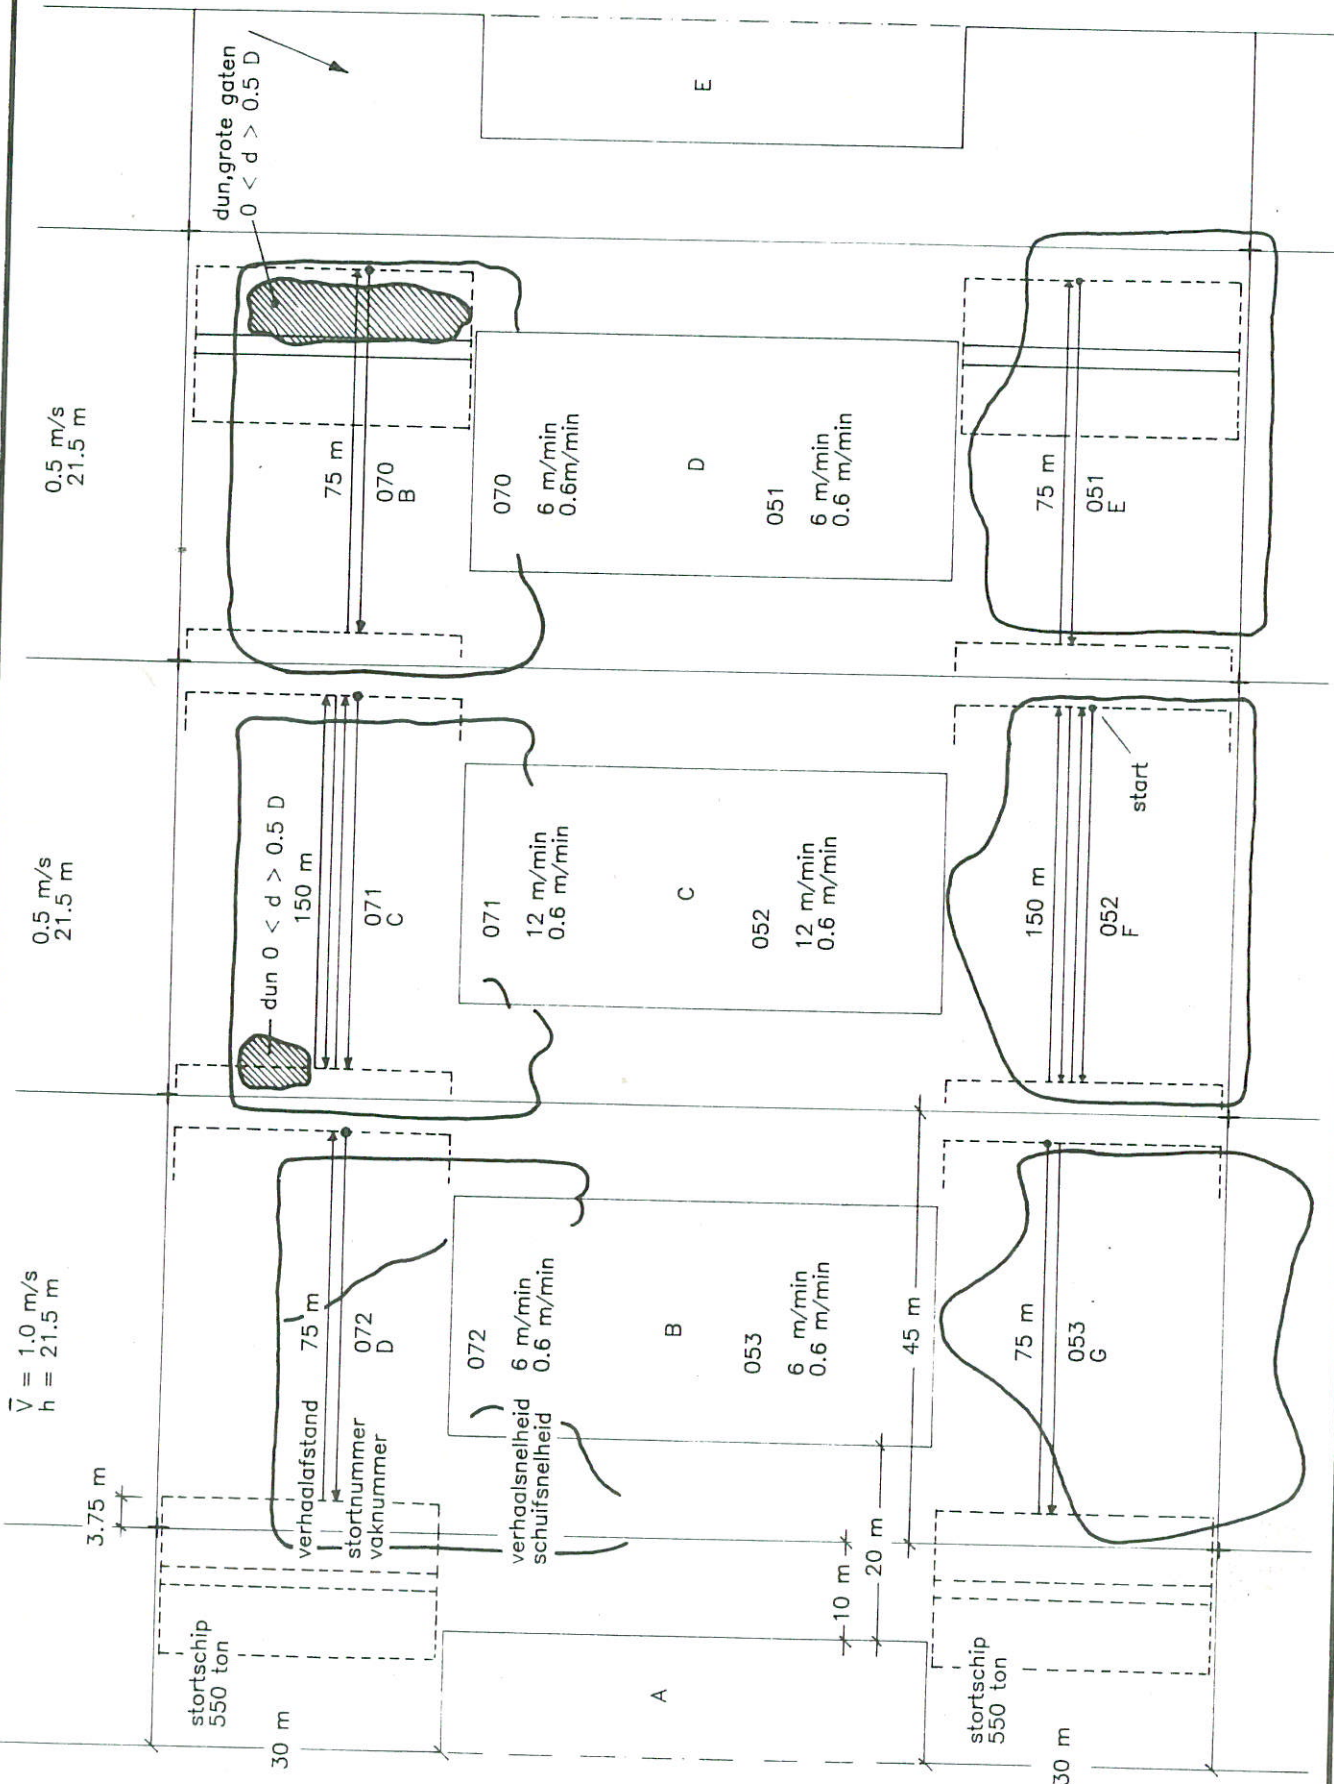 V̅ = 1.0 m/s
h = 21.5 m
0.5 m/s
21.5 m
0.5 m/s
21.5 m
3.75 m
stortschip
550 ton
30 m
verhaalafstand
75 m
stortnummer
072
vaknummer
D
dun 0 < d > 0.5 D
150 m
071
C
75 m
070
B
dun,grote gaten
0 < d > 0.5 D
verhaalsnelheid
schuifsnelheid
072
6 m/min
0.6 m/min
B
053
6 m/min
0.6 m/min
071
12 m/min
0.6 m/min
C
052
12 m/min
0.6 m/min
070
6 m/min
0.6m/min
D
051
6 m/min
0.6 m/min
A
E
10 m
20 m
45 m
stortschip
550 ton
30 m
75 m
053
G
150 m
052
F
start
75 m
051
E